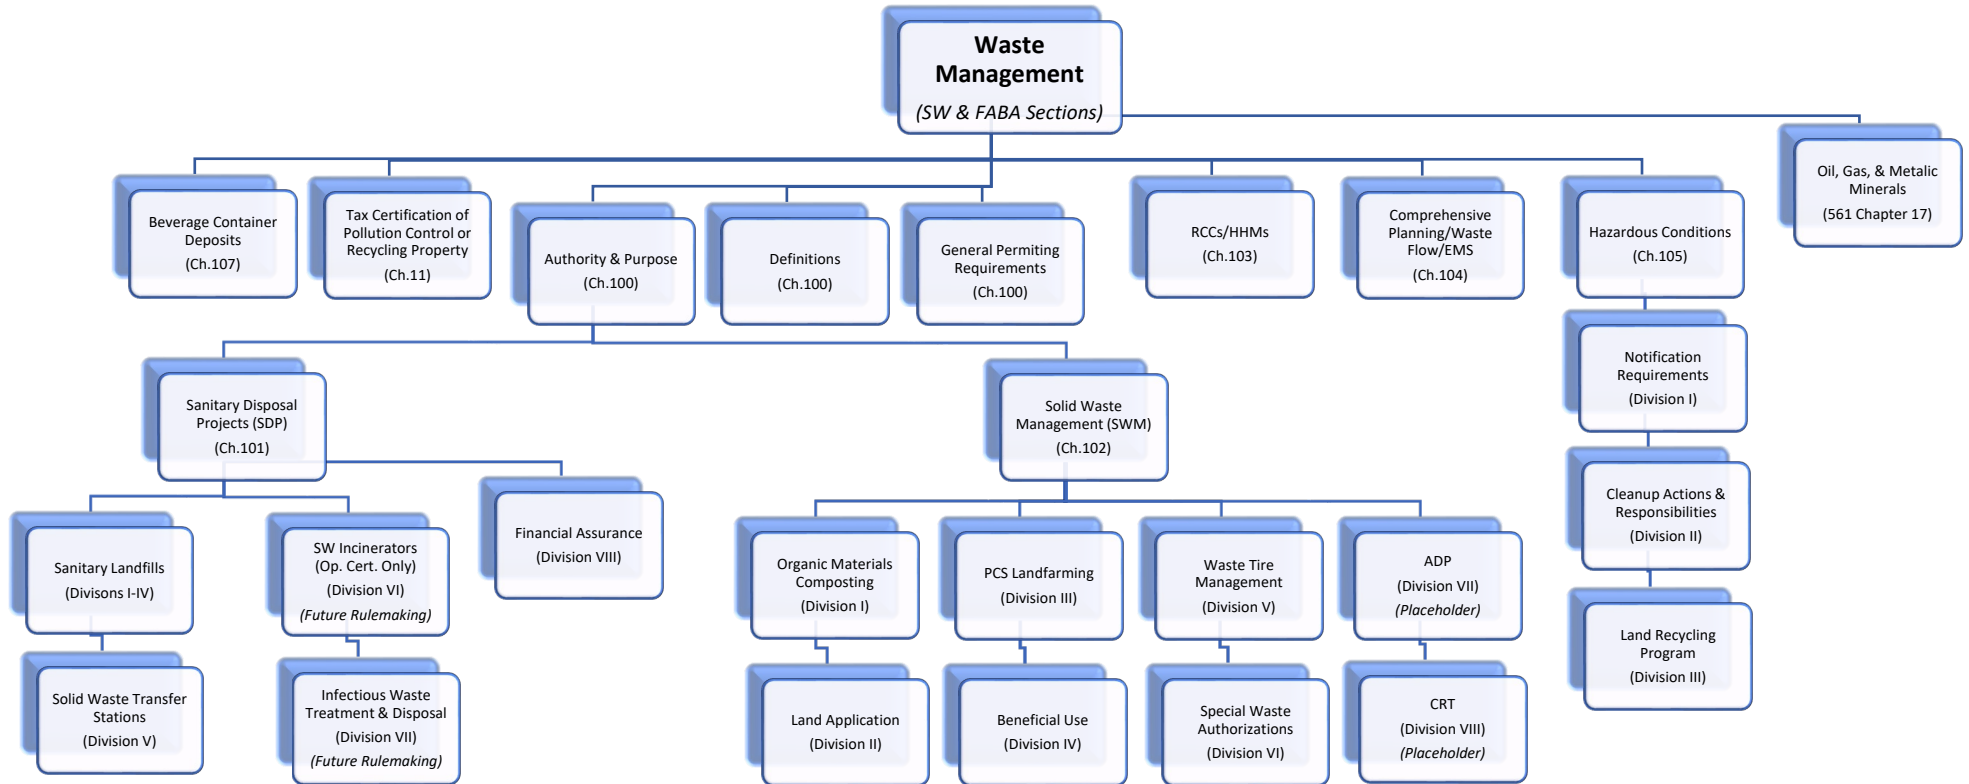 Waste
Management
(SW & FABA Sections)
Oil, Gas, & Metalic
Minerals
(561 Chapter 17)
Beverage Container
Deposits
(Ch.107)
Tax Certification of
Pollution Control or
Recycling Property
(Ch.11)
Authority & Purpose
(Ch.100)
Definitions
(Ch.100)
General Permiting
Requirements
(Ch.100)
RCCs/HHMs
(Ch.103)
Comprehensive
Planning/Waste
Flow/EMS
(Ch.104)
Hazardous Conditions
(Ch.105)
Notification
Requirements
(Division I)
Cleanup Actions &
Responsibilities
(Division II)
Land Recycling
Program
(Division III)
Sanitary Disposal
Projects (SDP)
(Ch.101)
Solid Waste
Management (SWM)
(Ch.102)
Sanitary Landfills
(Divisons I-IV)
SW Incinerators
(Op. Cert. Only)
(Division VI)
(Future Rulemaking)
Financial Assurance
(Division VIII)
Solid Waste Transfer
Stations
(Division V)
Infectious Waste
Treatment & Disposal
(Division VII)
(Future Rulemaking)
Organic Materials
Composting
(Division I)
PCS Landfarming
(Division III)
Waste Tire
Management
(Division V)
ADP
(Division VII)
(Placeholder)
Land Application
(Division II)
Beneficial Use
(Division IV)
Special Waste
Authorizations
(Division VI)
CRT
(Division VIII)
(Placeholder)